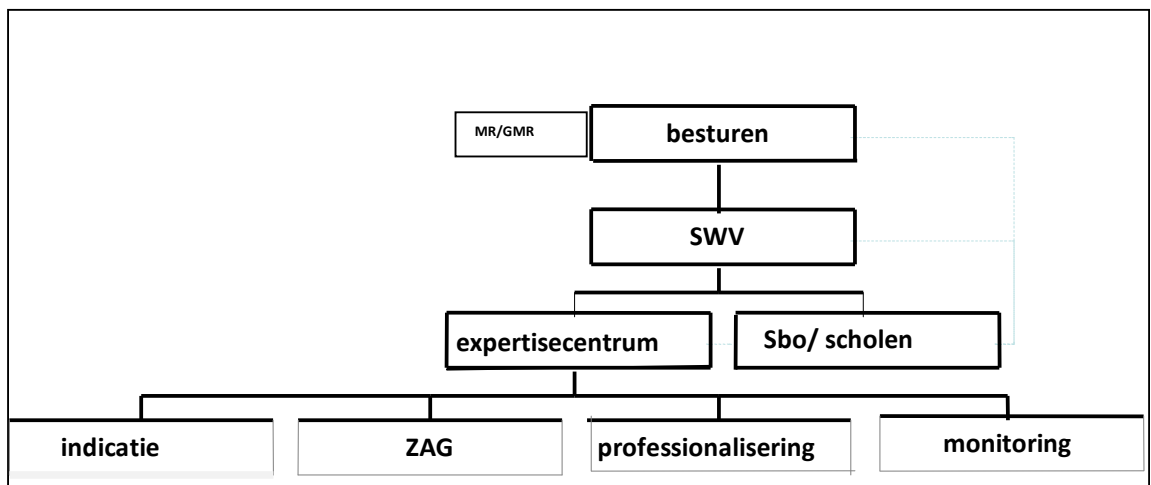 MR/GMR
besturen
SWV
expertisecentrum
Sbo/ scholen
indicatie
ZAG
professionalisering
monitoring